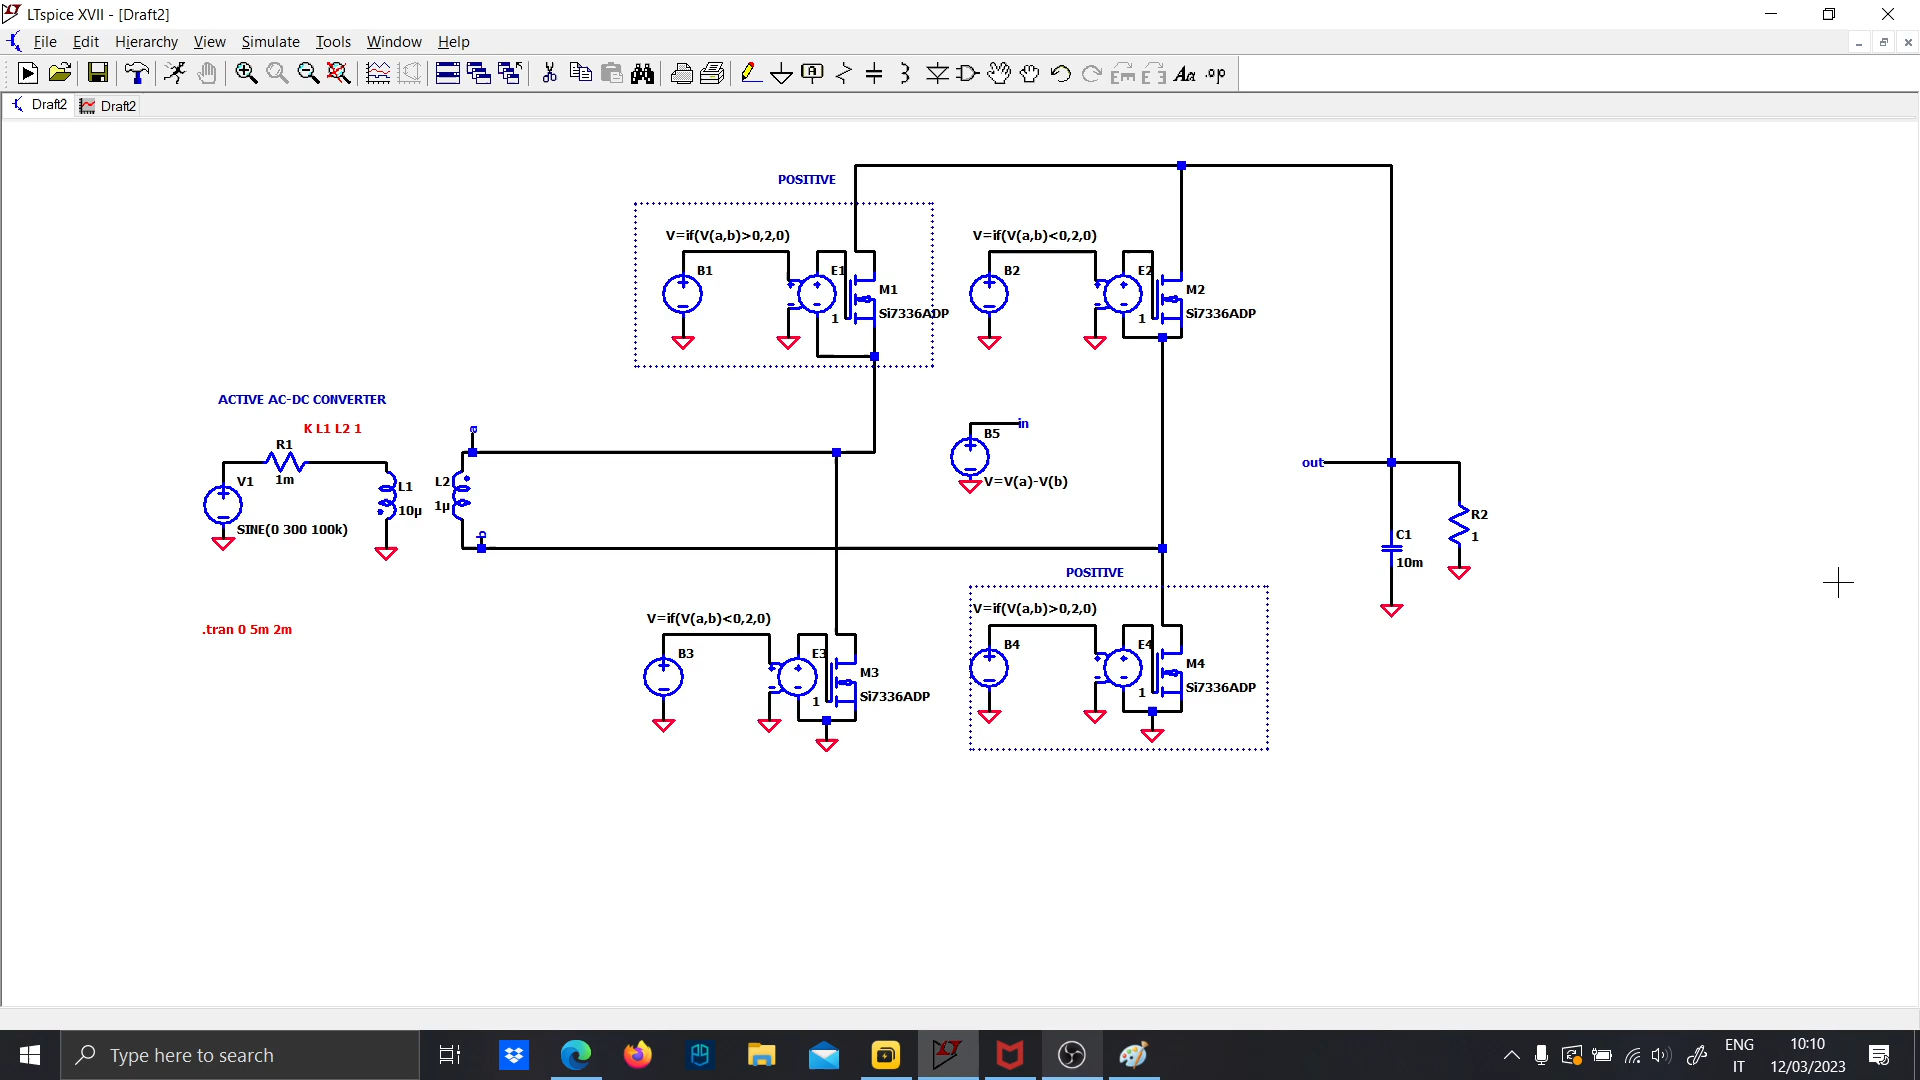 LTspice XVII - [Draft2]
File Edit Hierarchy View Simulate Tools Window Help
Aa .op
Draft2 Draft2
POSITIVE
V=if(V(a,b)>0,2,0)
B1
E1
1
M1
Si7336ADP
V=if(V(a,b)<0,2,0)
B2
E2
1
M2
Si7336ADP
ACTIVE AC-DC CONVERTER
K L1 L2 1
R1
1m
V1
SINE(0 300 100k)
L1
10µ
L2
1µ
a
b
B5
in
V=V(a)-V(b)
out
C1
10m
R2
1
.tran 0 5m 2m
V=if(V(a,b)<0,2,0)
B3
E3
1
M3
Si7336ADP
POSITIVE
V=if(V(a,b)>0,2,0)
B4
E4
1
M4
Si7336ADP
Type here to search
ENG
IT
10:10
12/03/2023